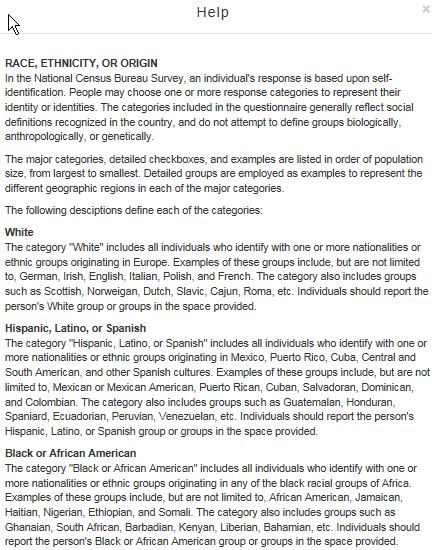 Help
×
RACE, ETHNICITY, OR ORIGIN
In the National Census Bureau Survey, an individual's response is based upon self-
identification. People may choose one or more response categories to represent their
identity or identities. The categories included in the questionnaire generally reflect social
definitions recognized in the country, and do not attempt to define groups biologically,
anthropologically, or genetically.
The major categories, detailed checkboxes, and examples are listed in order of population
size, from largest to smallest. Detailed groups are employed as examples to represent the
different geographic regions in each of the major categories.
The following desciptions define each of the categories:
White
The category "White" includes all individuals who identify with one or more nationalities or
ethnic groups originating in Europe. Examples of these groups include, but are not limited
to, German, Irish, English, Italian, Polish, and French. The category also includes groups
such as Scottish, Norweigan, Dutch, Slavic, Cajun, Roma, etc. Individuals should report the
person's White group or groups in the space provided.
Hispanic, Latino, or Spanish
The category "Hispanic, Latino, or Spanish" includes all individuals who identify with one or
more nationalities or ethnic groups originating in Mexico, Puerto Rico, Cuba, Central and
South American, and other Spanish cultures. Examples of these groups include, but are not
limited to, Mexican or Mexican American, Puerto Rican, Cuban, Salvadoran, Dominican,
and Colombian. The category also includes groups such as Guatemalan, Honduran,
Spaniard, Ecuadorian, Peruvian, Venezuelan, etc. Individuals should report the person's
Hispanic, Latino, or Spanish group or groups in the space provided.
Black or African American
The category "Black or African American" includes all individuals who identify with one or
more nationalities or ethnic groups originating in any of the black racial groups of Africa.
Examples of these groups include, but are not limited to, African American, Jamaican,
Haitian, Nigerian, Ethiopian, and Somali. The category also includes groups such as
Ghanaian, South African, Barbadian, Kenyan, Liberian, Bahamian, etc. Individuals should
report the person's Black or African American group or groups in the space provided.